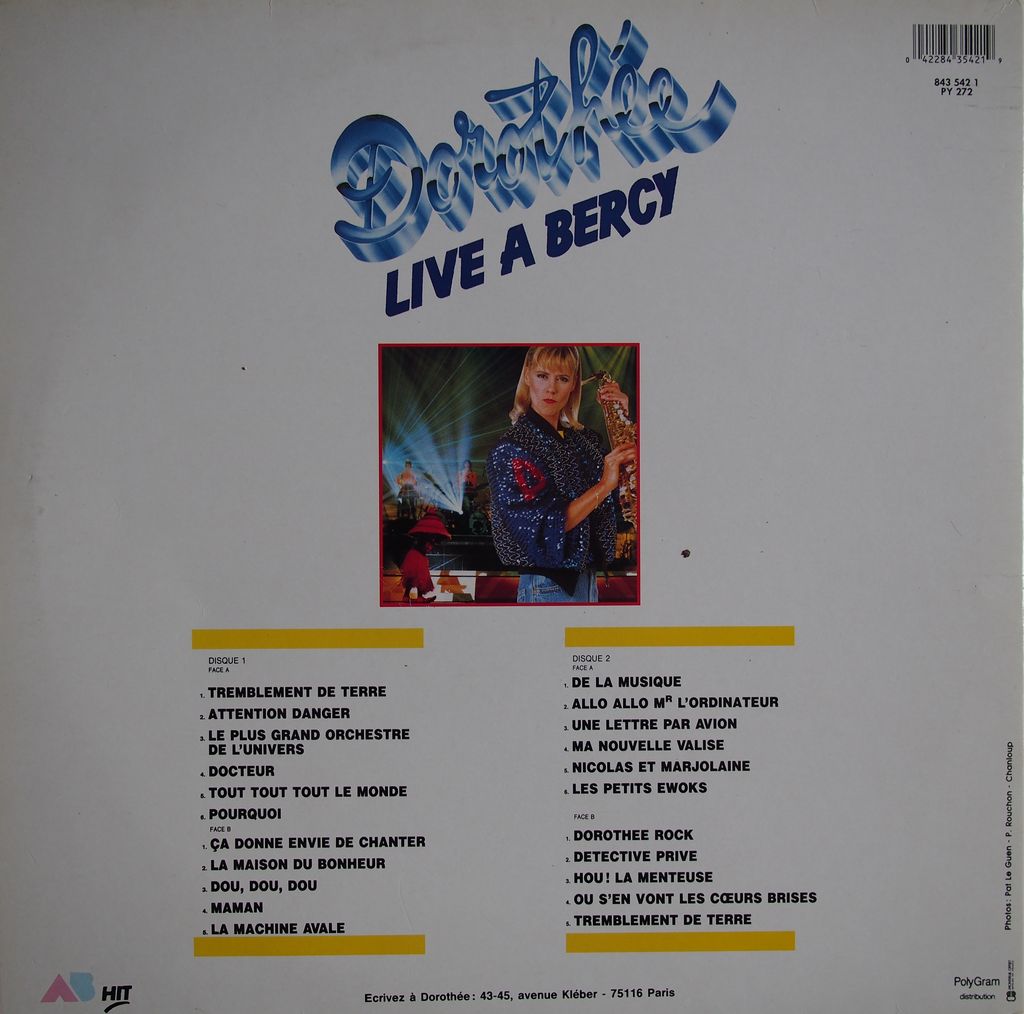 0 42284 35421 9
843 542 1
PY 272
Dorothée
LIVE A BERCY
D
DISQUE 1
FACE A
1. TREMBLEMENT DE TERRE
2. ATTENTION DANGER
3. LE PLUS GRAND ORCHESTRE
DE L'UNIVERS
4. DOCTEUR
5. TOUT TOUT TOUT LE MONDE
6. POURQUOI
FACE B
1. ÇA DONNE ENVIE DE CHANTER
2. LA MAISON DU BONHEUR
3. DOU, DOU, DOU
4. MAMAN
5. LA MACHINE AVALE
DISQUE 2
FACE A
1. DE LA MUSIQUE
2. ALLO ALLO MR L'ORDINATEUR
3. UNE LETTRE PAR AVION
4. MA NOUVELLE VALISE
5. NICOLAS ET MARJOLAINE
6. LES PETITS EWOKS
FACE B
1. DOROTHEE ROCK
2. DETECTIVE PRIVE
3. HOU! LA MENTEUSE
4. OU S'EN VONT LES CŒURS BRISES
5. TREMBLEMENT DE TERRE
Photos: Pat Le Guen - P. Rouchon - Chanloup
AB HIT
Ecrivez à Dorothée: 43-45, avenue Kléber - 75116 Paris
PolyGram
distribution